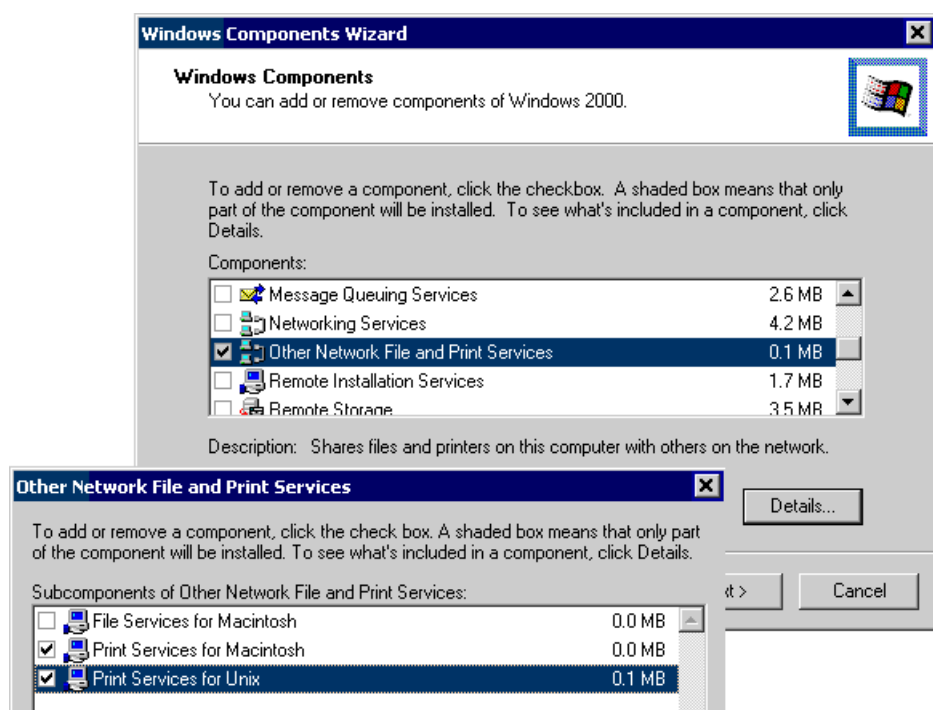 Windows Components Wizard
Windows Components
You can add or remove components of Windows 2000.
To add or remove a component, click the checkbox. A shaded box means that only
part of the component will be installed. To see what's included in a component, click
Details.
Components:
Message Queuing Services 2.6 MB
Networking Services 4.2 MB
Other Network File and Print Services 0.1 MB
Remote Installation Services 1.7 MB
Remote Storage 3.5 MB
Description: Shares files and printers on this computer with others on the network.
Details...
Cancel
Other Network File and Print Services
To add or remove a component, click the check box. A shaded box means that only part
of the component will be installed. To see what's included in a component, click Details.
Subcomponents of Other Network File and Print Services:
File Services for Macintosh 0.0 MB
Print Services for Macintosh 0.0 MB
Print Services for Unix 0.1 MB